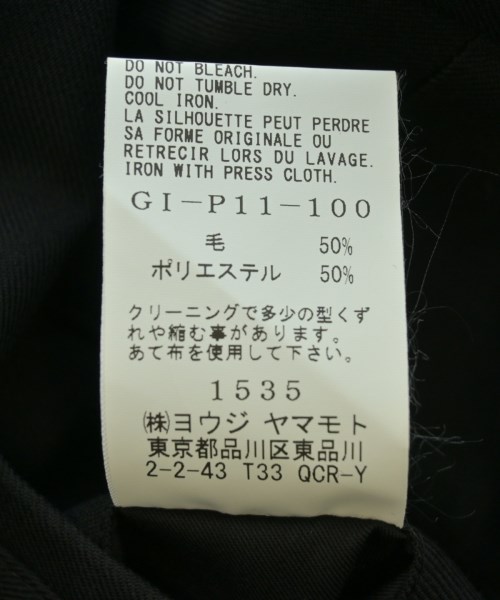 DO NOT BLEACH.
DO NOT TUMBLE DRY.
COOL IRON.
LA SILHOUETTE PEUT PERDRE
SA FORME ORIGINALE OU
RETRECIR LORS DU LAVAGE.
IRON WITH PRESS CLOTH.
GI-P11-100
毛 50%
ポリエステル 50%
クリーニングで多少の型くず
れや縮む事があります。
あて布を使用して下さい。
1535
㈱ヨウジ ヤマモト
東京都品川区東品川
2-2-43 T33 QCR-Y